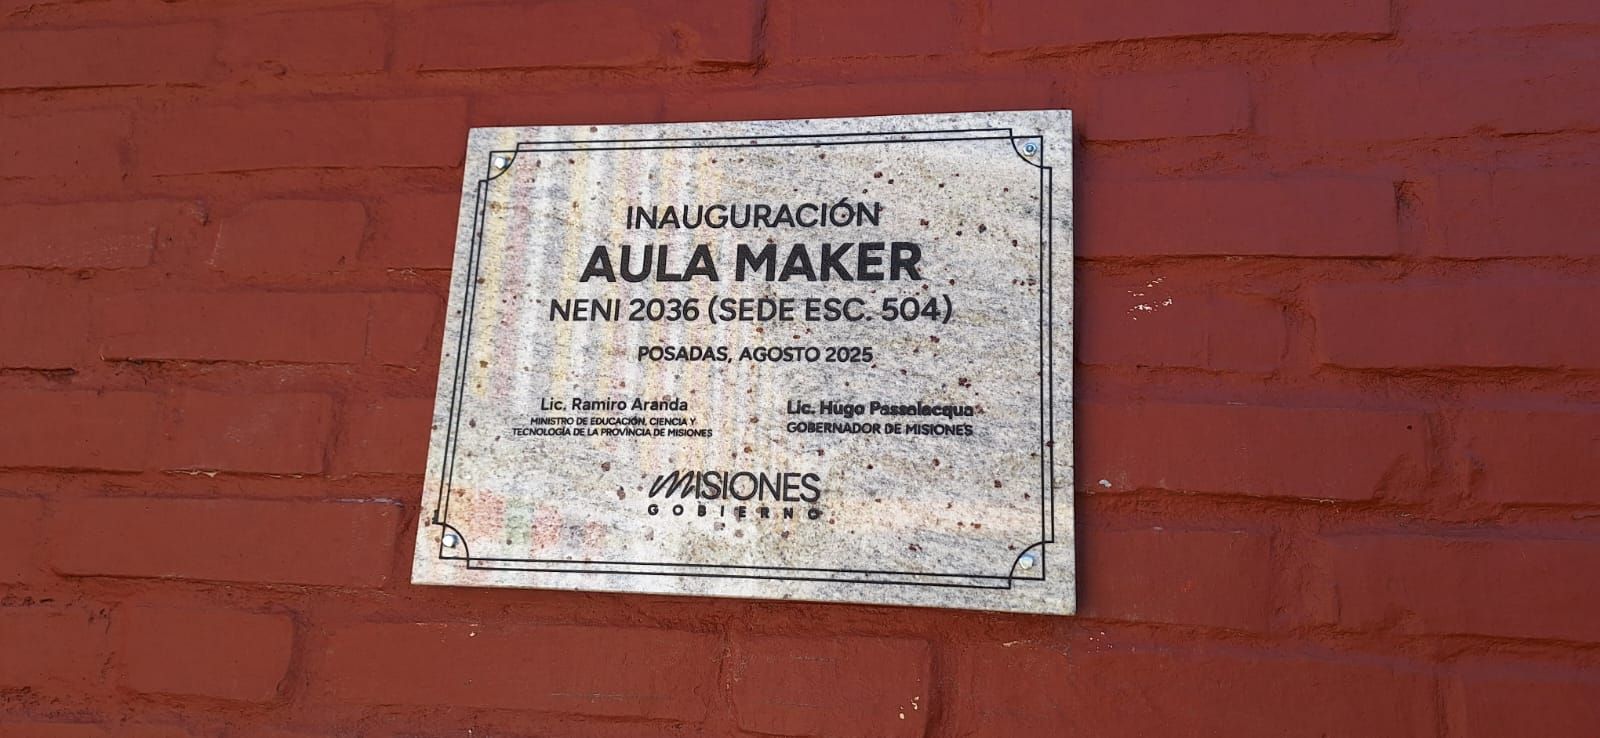 INAUGURACIÓN
AULA MAKER
NENI 2036 (SEDE ESC. 504)
POSADAS, AGOSTO 2025
Lic. Ramiro Aranda
MINISTRO DE EDUCACIÓN, CIENCIA Y
TECNOLOGÍA DE LA PROVINCIA DE MISIONES
Lic. Hugo Passalacqua
GOBERNADOR DE MISIONES
MISIONES
GOBIERNO